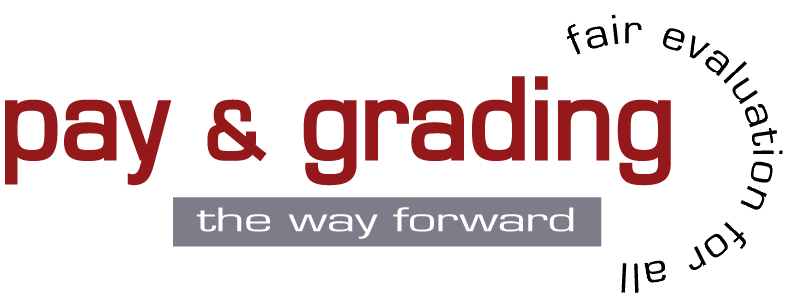 pay & grading
the way forward
fair evaluation for all